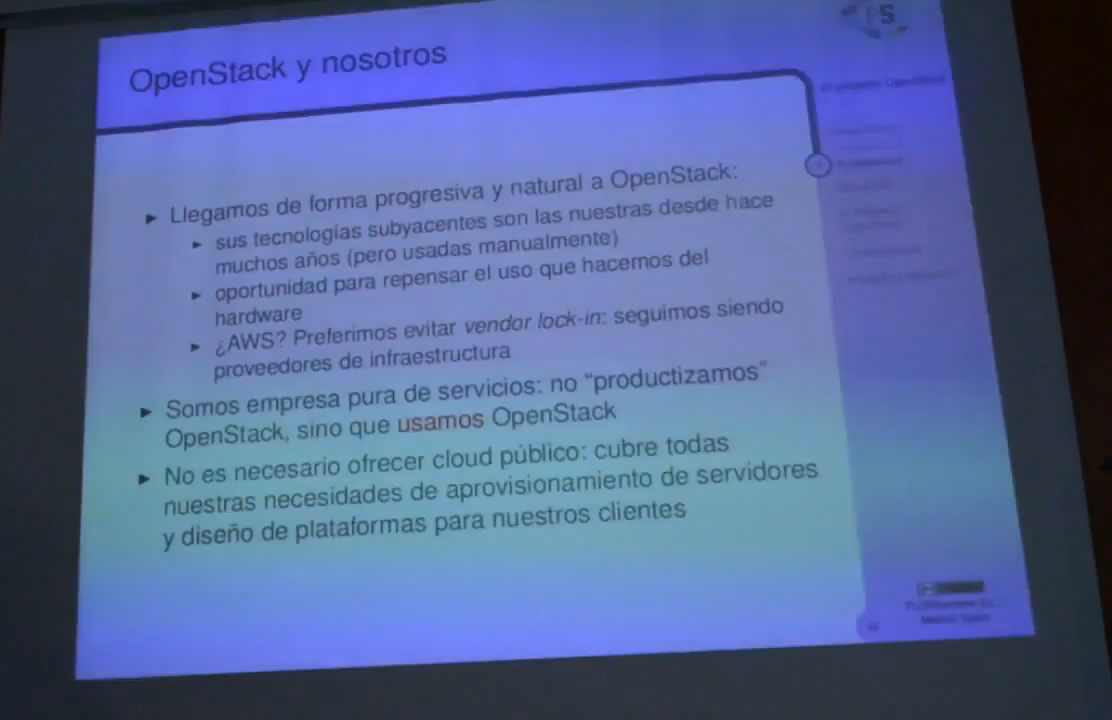 OpenStack y nosotros
► Llegamos de forma progresiva y natural a OpenStack:
► sus tecnologías subyacentes son las nuestras desde hace
muchos años (pero usadas manualmente)
► oportunidad para repensar el uso que hacemos del
hardware
► ¿AWS? Preferimos evitar vendor lock-in: seguimos siendo
proveedores de infraestructura
► Somos empresa pura de servicios: no “productizamos”
OpenStack, sino que usamos OpenStack
► No es necesario ofrecer cloud público: cubre todas
nuestras necesidades de aprovisionamiento de servidores
y diseño de plataformas para nuestros clientes